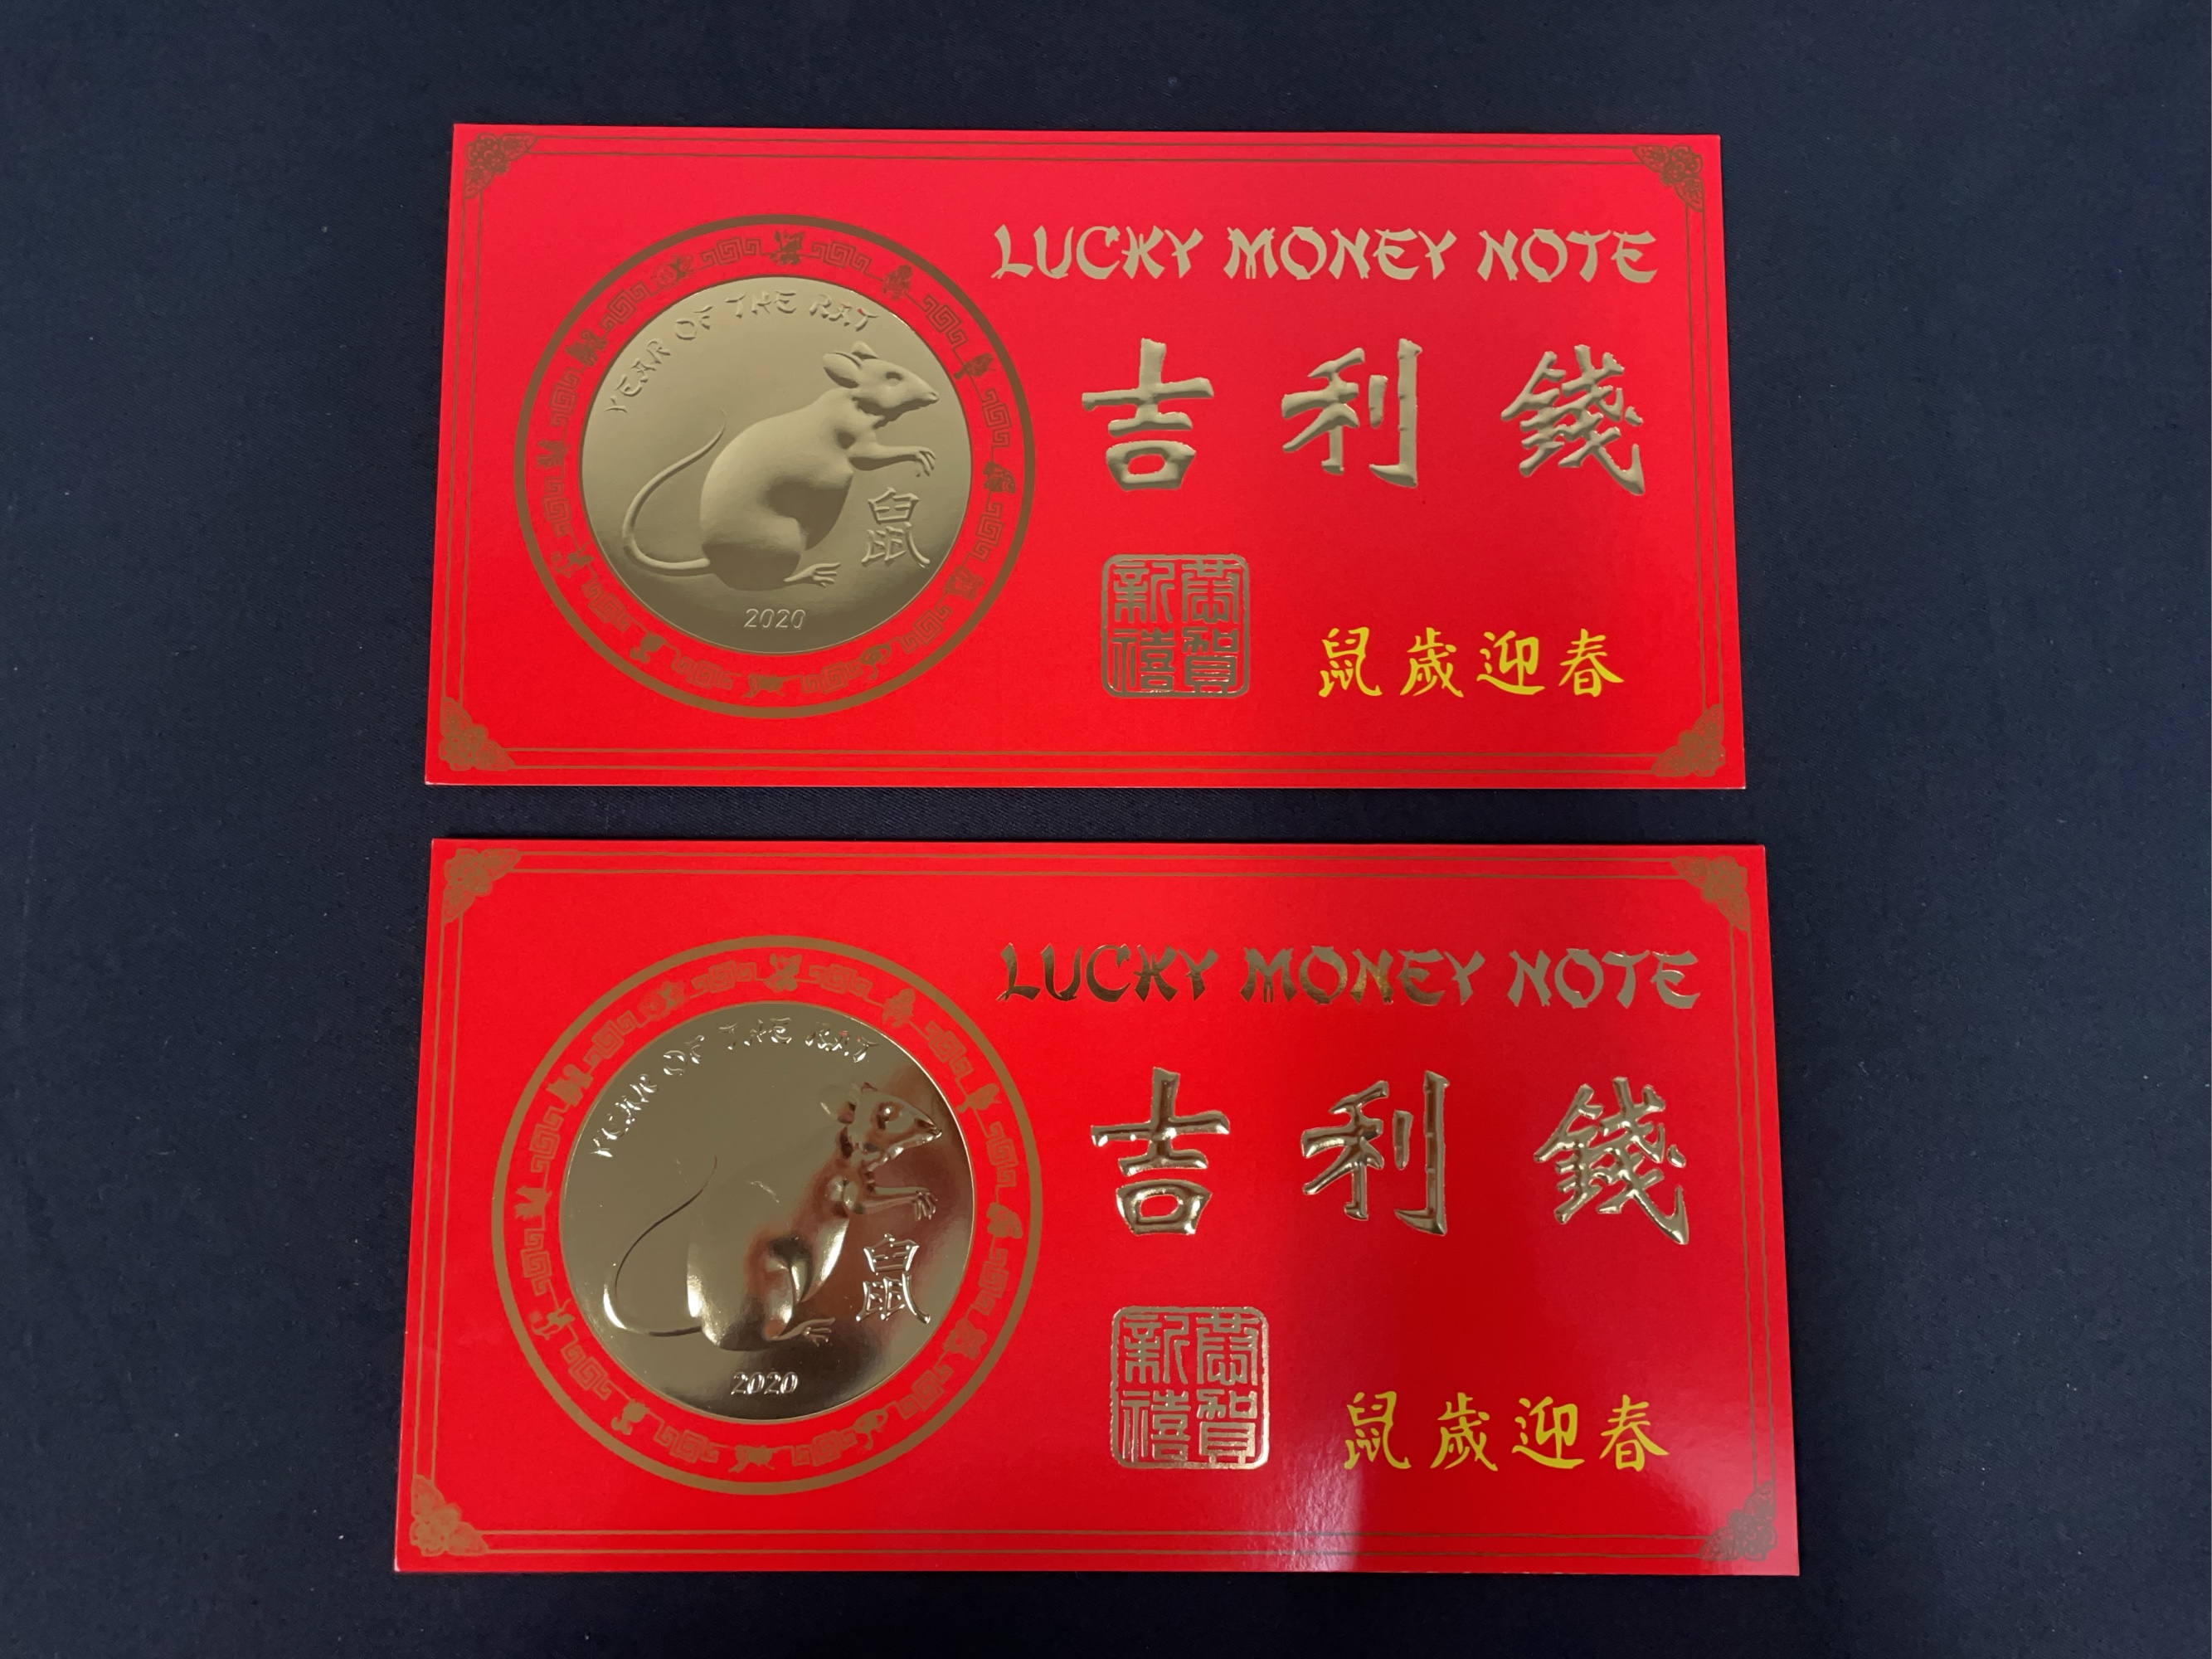 LUCKY MONEY NOTE
YEAR OF THE RAT
吉利錢
鼠
2020
恭賀
新禧
鼠歲迎春
LUCKY MONEY NOTE
YEAR OF THE RAT
吉利錢
鼠
2020
恭賀
新禧
鼠歲迎春